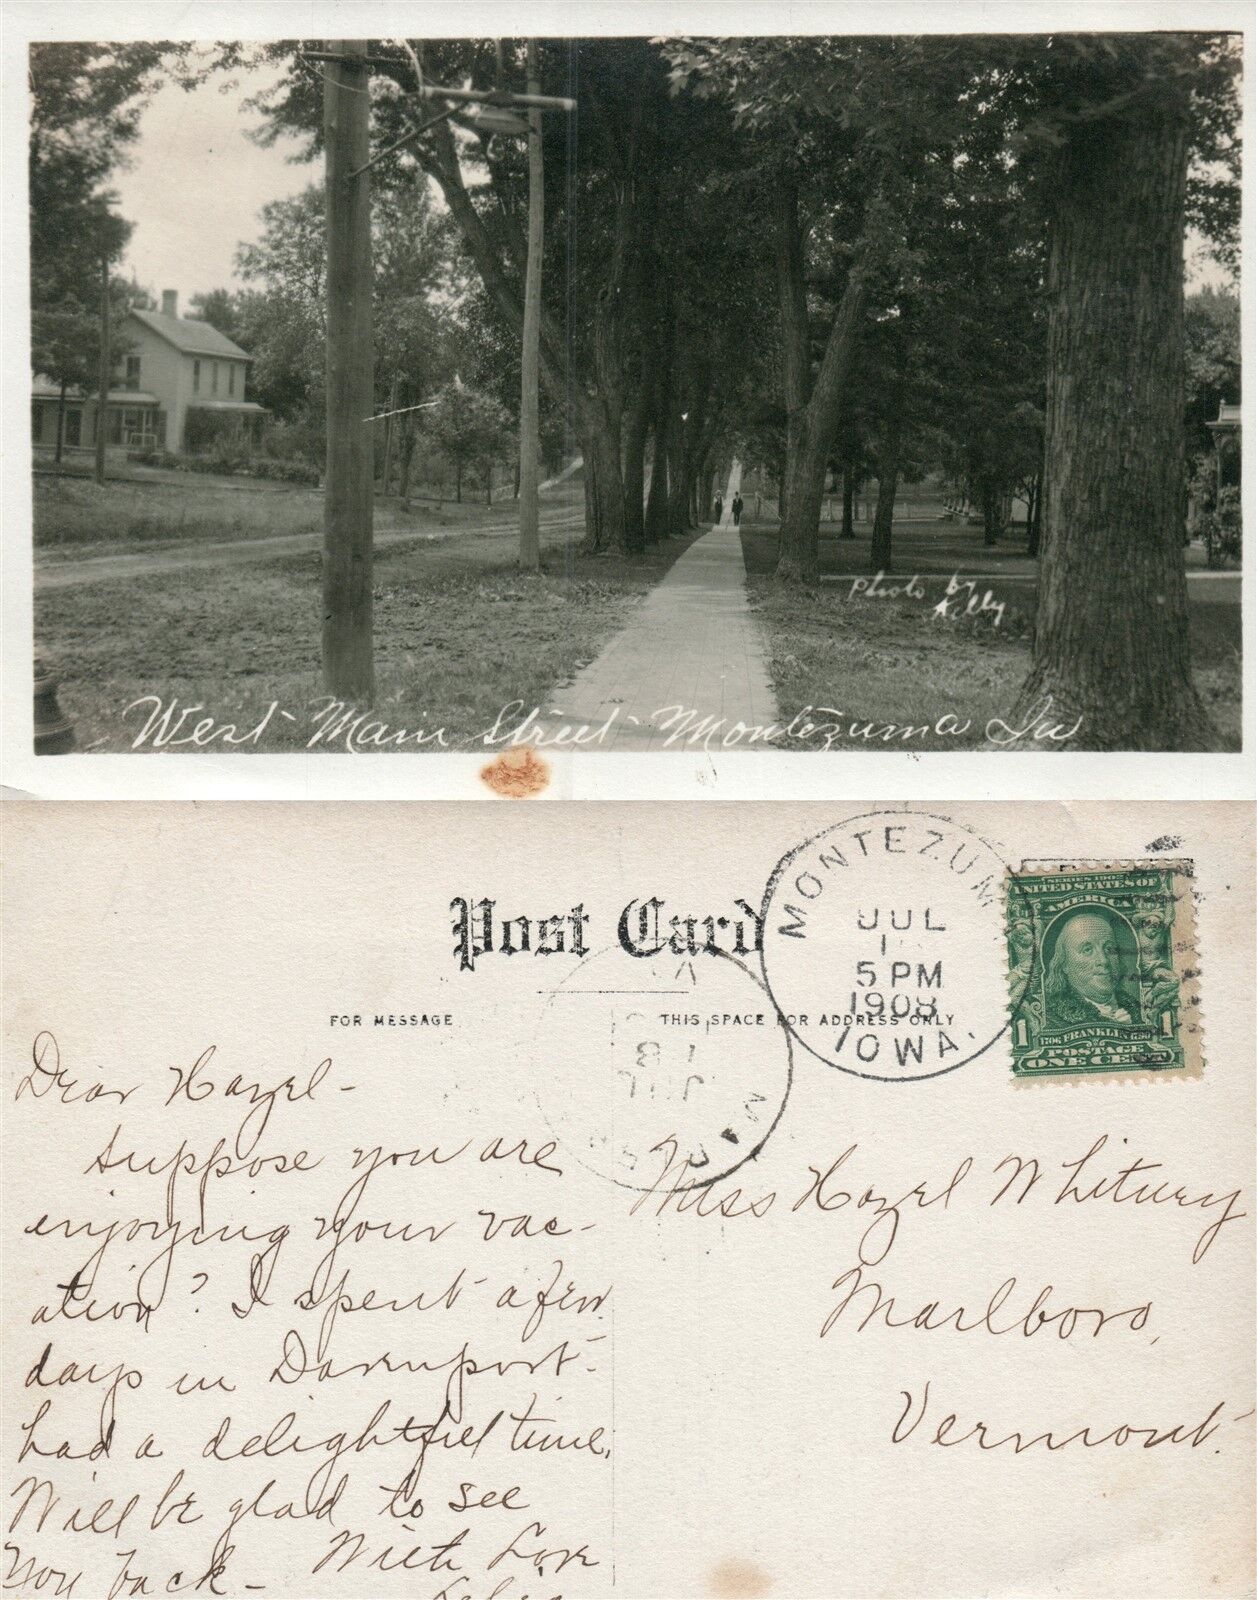 Photo by
Kelly
West Main Street Montezuma Ia
Post Card
FOR MESSAGE
THIS SPACE FOR ADDRESS ONLY
MONTEZUM
JUL
5 PM
1908
IOWA.
SERIES 1902
UNITED STATES OF
AMERICA
1 1
1706 FRANKLIN 1790
POSTAGE
ONE CENT
Dear Hazel -
Suppose you are
enjoying your vac-
ation? I spent a few
days in Davenport-
had a delightful time.
Will be glad to see
you back - With Love
Miss Hazel Whitney
Marlboro,
Vermont.